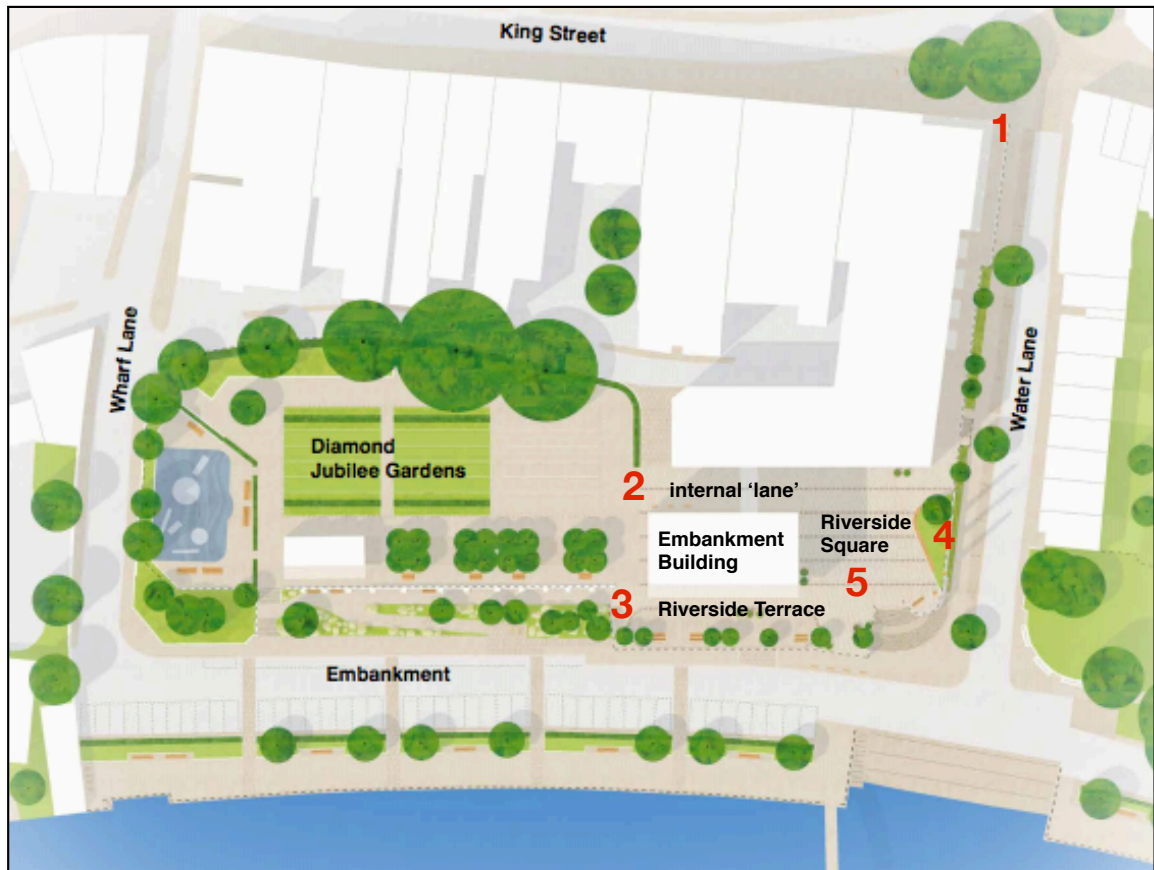 King Street
1
Wharf Lane
Water Lane
Diamond
Jubilee Gardens
2
internal ‘lane’
Embankment
Building
Riverside
Square
4
5
3
Riverside Terrace
Embankment